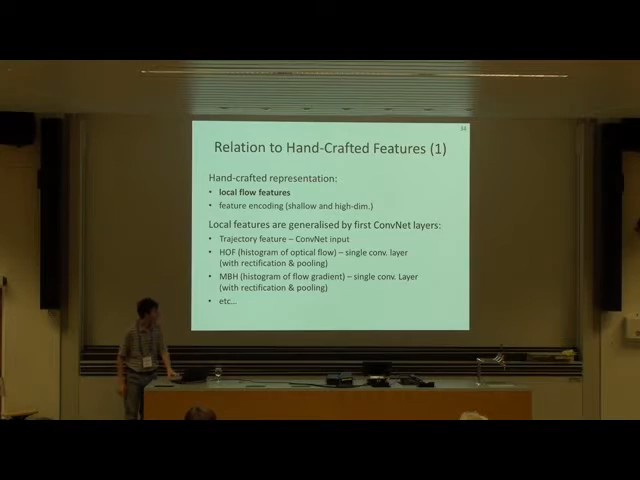 Relation to Hand-Crafted Features (1)
Hand-crafted representation:
• local flow features
• feature encoding (shallow and high-dim.)
Local features are generalised by first ConvNet layers:
• Trajectory feature – ConvNet input
• HOF (histogram of optical flow) – single conv. layer
(with rectification & pooling)
• MBH (histogram of flow gradient) – single conv. Layer
(with rectification & pooling)
• etc...